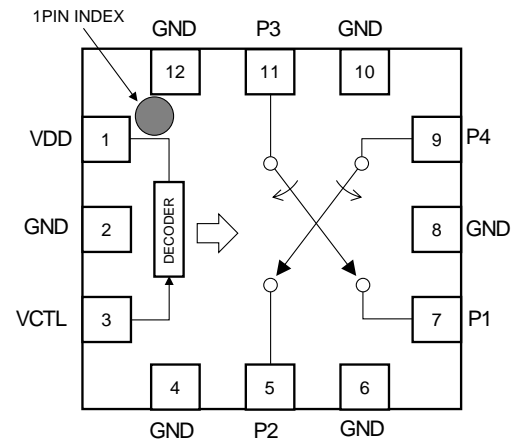 1PIN INDEX
GND P3 GND
12 11 10
VDD 1 9 P4
GND 2 DECODER 8 GND
VCTL 3 7 P1
4 5 6
GND P2 GND